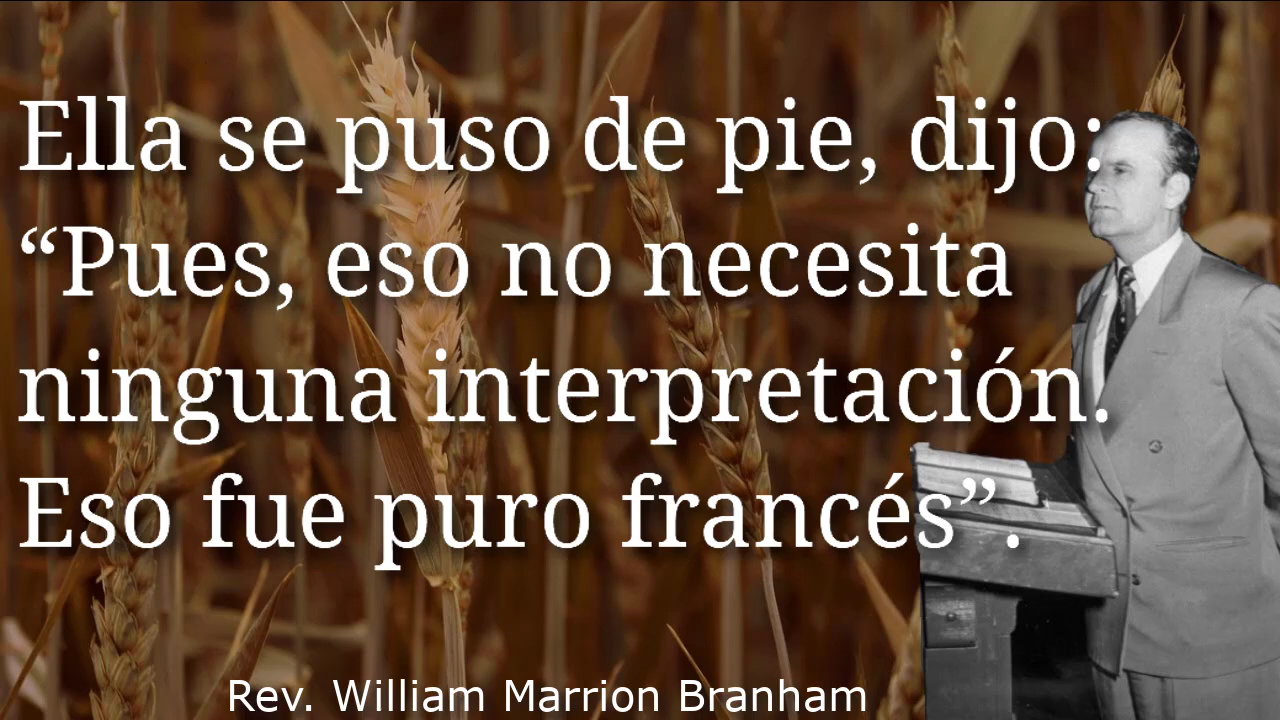 Ella se puso de pie, dijo:
“Pues, eso no necesita
ninguna interpretación.
Eso fue puro francés”.
Rev. William Marrion Branham